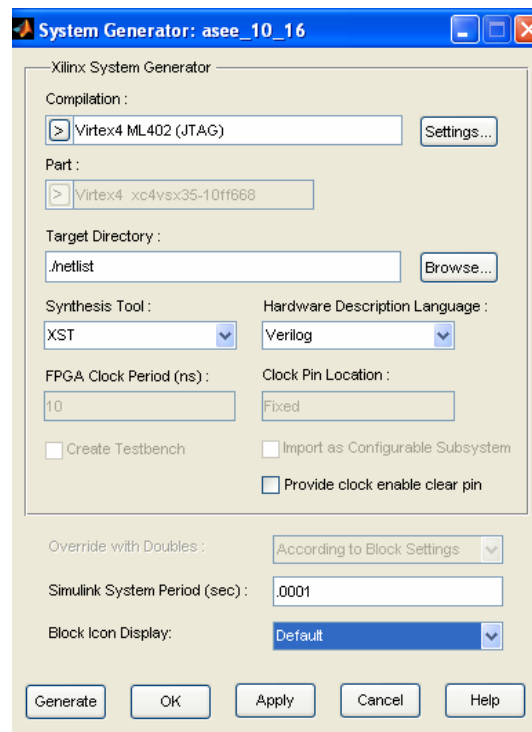 System Generator: asee_10_16
Xilinx System Generator
Compilation :
> Virtex4 ML402 (JTAG) Settings...
Part :
> Virtex4 xc4vsx35-10ff668
Target Directory :
./netlist Browse...
Synthesis Tool : Hardware Description Language :
XST Verilog
FPGA Clock Period (ns) : Clock Pin Location :
10 Fixed
Create Testbench Import as Configurable Subsystem
Provide clock enable clear pin
Override with Doubles : According to Block Settings
Simulink System Period (sec) : .0001
Block Icon Display: Default
Generate OK Apply Cancel Help